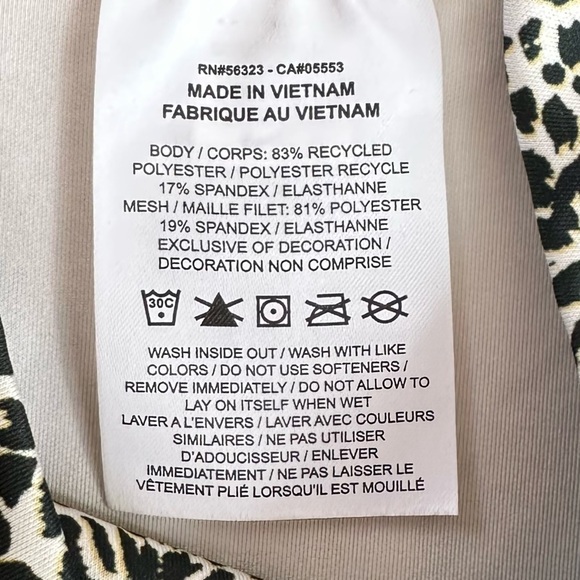 RN#56323 - CA#05553
MADE IN VIETNAM
FABRIQUE AU VIETNAM
BODY / CORPS: 83% RECYCLED
POLYESTER / POLYESTER RECYCLE
17% SPANDEX / ELASTHANNE
MESH / MAILLE FILET: 81% POLYESTER
19% SPANDEX / ELASTHANNE
EXCLUSIVE OF DECORATION /
DECORATION NON COMPRISE
30C
WASH INSIDE OUT / WASH WITH LIKE
COLORS / DO NOT USE SOFTENERS /
REMOVE IMMEDIATELY / DO NOT ALLOW TO
LAY ON ITSELF WHEN WET
LAVER A L'ENVERS / LAVER AVEC COULEURS
SIMILAIRES / NE PAS UTILISER
D'ADOUCISSEUR / ENLEVER
IMMEDIATEMENT / NE PAS LAISSER LE
VÊTEMENT PLIÉ LORSQU'IL EST MOUILLÉ